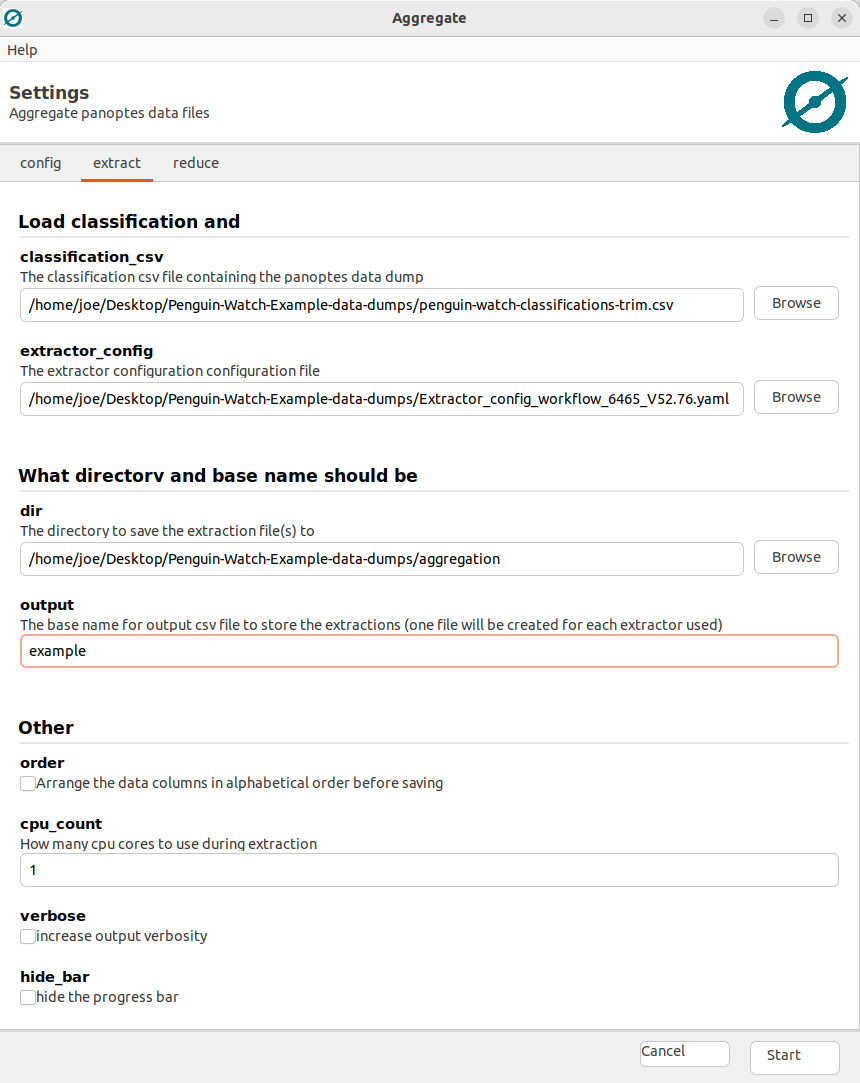 Aggregate
Help
Settings
Aggregate panoptes data files
config extract reduce
Load classification and
classification_csv
The classification csv file containing the panoptes data dump
/home/joe/Desktop/Penguin-Watch-Example-data-dumps/penguin-watch-classifications-trim.csv
Browse
extractor_config
The extractor configuration configuration file
/home/joe/Desktop/Penguin-Watch-Example-data-dumps/Extractor_config_workflow_6465_V52.76.yaml
Browse
What directory and base name should be
dir
The directory to save the extraction file(s) to
/home/joe/Desktop/Penguin-Watch-Example-data-dumps/aggregation
Browse
output
The base name for output csv file to store the extractions (one file will be created for each extractor used)
example
Other
order
Arrange the data columns in alphabetical order before saving
cpu_count
How many cpu cores to use during extraction
1
verbose
increase output verbosity
hide_bar
hide the progress bar
Cancel
Start